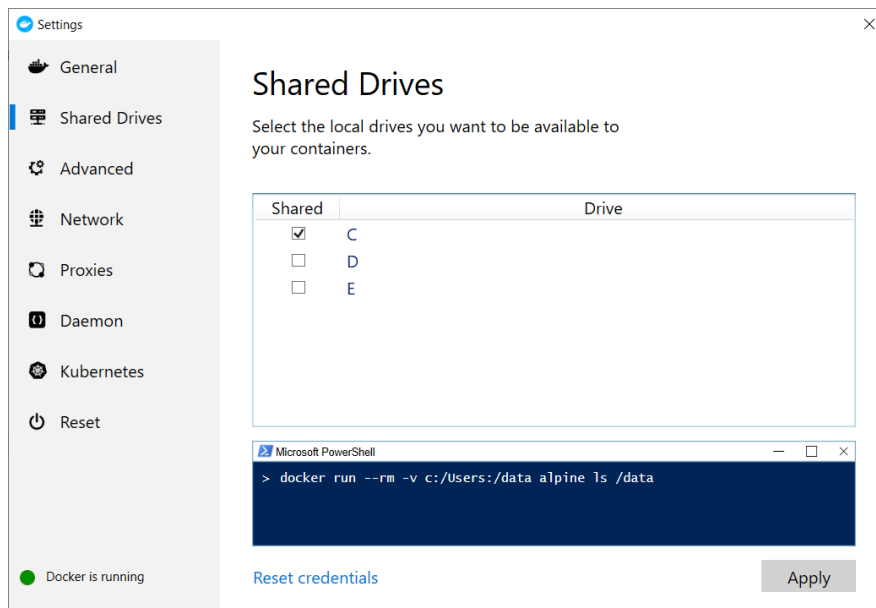 Settings
General
Shared Drives
Advanced
Network
Proxies
Daemon
Kubernetes
Reset
Docker is running
Shared Drives
Select the local drives you want to be available to
your containers.
Shared Drive
C
D
E
Microsoft PowerShell
> docker run --rm -v c:/Users:/data alpine ls /data
Reset credentials
Apply